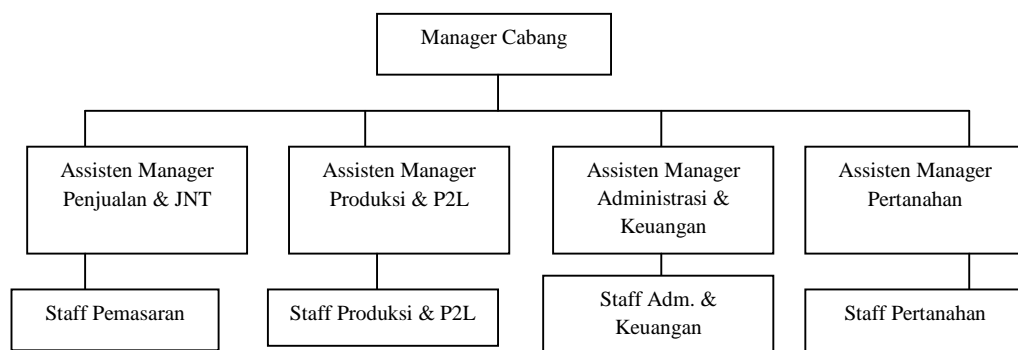 Manager Cabang
Assisten Manager
Penjualan & JNT
Assisten Manager
Produksi & P2L
Assisten Manager
Administrasi &
Keuangan
Assisten Manager
Pertanahan
Staff Pemasaran
Staff Produksi & P2L
Staff Adm. &
Keuangan
Staff Pertanahan